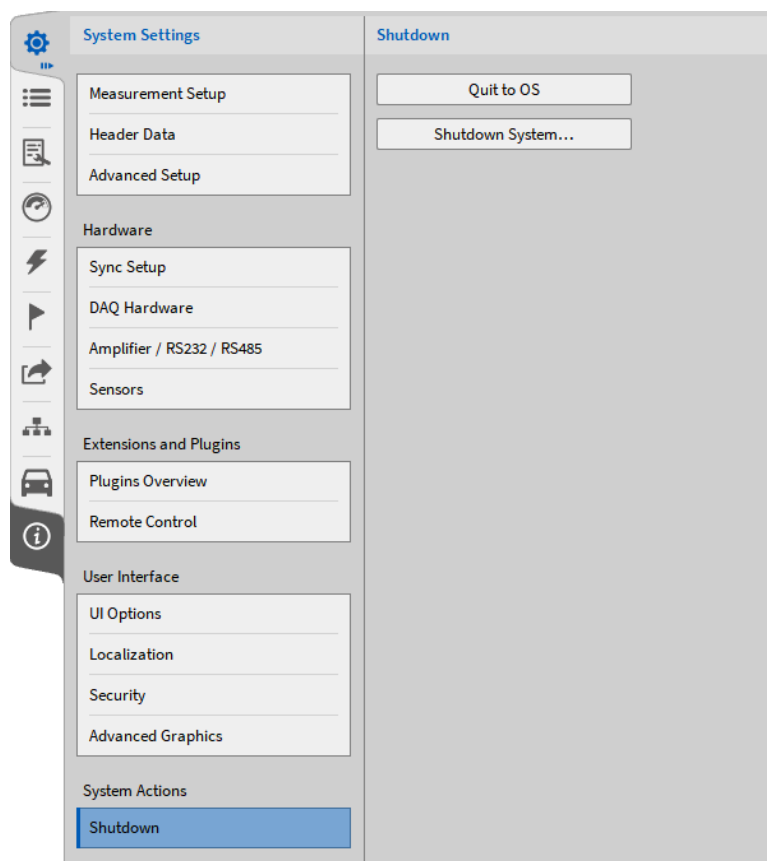 System Settings
Measurement Setup
Header Data
Advanced Setup
Hardware
Sync Setup
DAQ Hardware
Amplifier / RS232 / RS485
Sensors
Extensions and Plugins
Plugins Overview
Remote Control
User Interface
UI Options
Localization
Security
Advanced Graphics
System Actions
Shutdown
Shutdown
Quit to OS
Shutdown System...